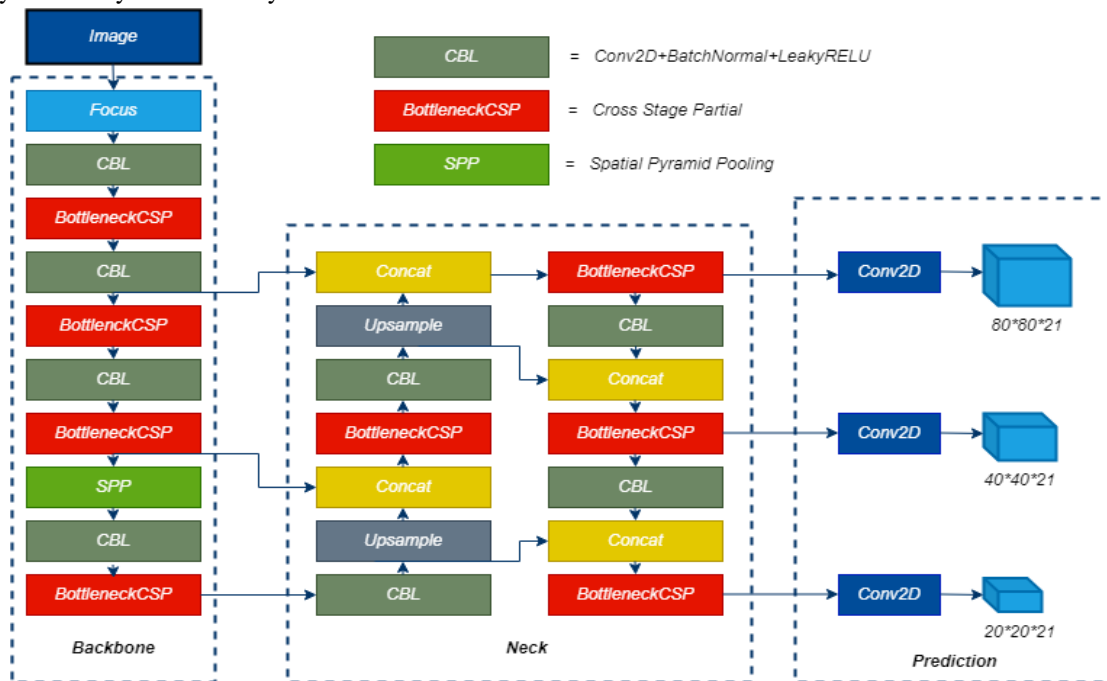 Image
Focus
CBL
BottleneckCSP
CBL
BottlenckCSP
CBL
BottleneckCSP
SPP
CBL
BottleneckCSP
Backbone
CBL = Conv2D+BatchNormal+LeakyRELU
BottleneckCSP = Cross Stage Partial
SPP = Spatial Pyramid Pooling
Concat
Upsample
CBL
BottleneckCSP
Concat
Upsample
CBL
BottleneckCSP
CBL
Concat
BottleneckCSP
CBL
Concat
BottleneckCSP
Neck
Conv2D
80*80*21
Conv2D
40*40*21
Conv2D
20*20*21
Prediction